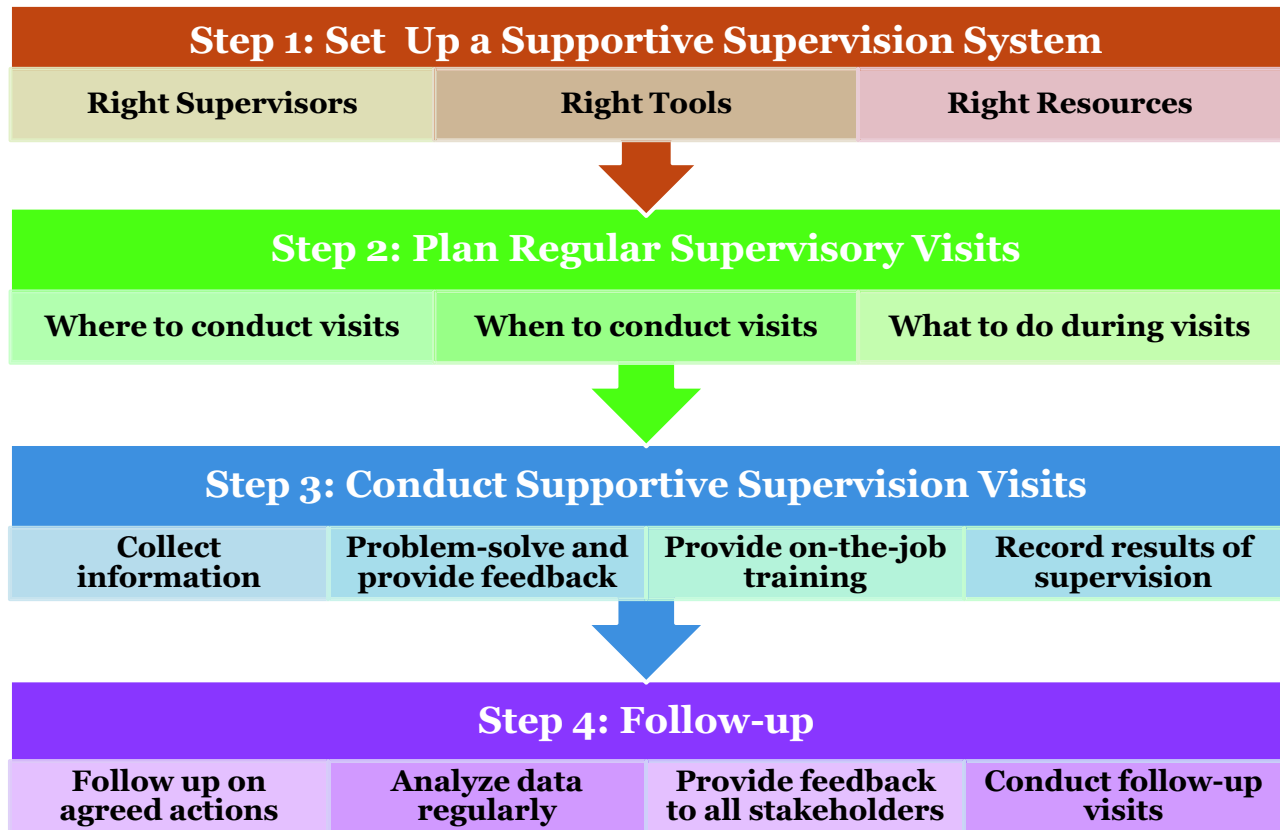 Step 1: Set Up a Supportive Supervision System
Right Supervisors
Right Tools
Right Resources
Step 2: Plan Regular Supervisory Visits
Where to conduct visits
When to conduct visits
What to do during visits
Step 3: Conduct Supportive Supervision Visits
Collect
information
Problem-solve and
provide feedback
Provide on-the-job
training
Record results of
supervision
Step 4: Follow-up
Follow up on
agreed actions
Analyze data
regularly
Provide feedback
to all stakeholders
Conduct follow-up
visits